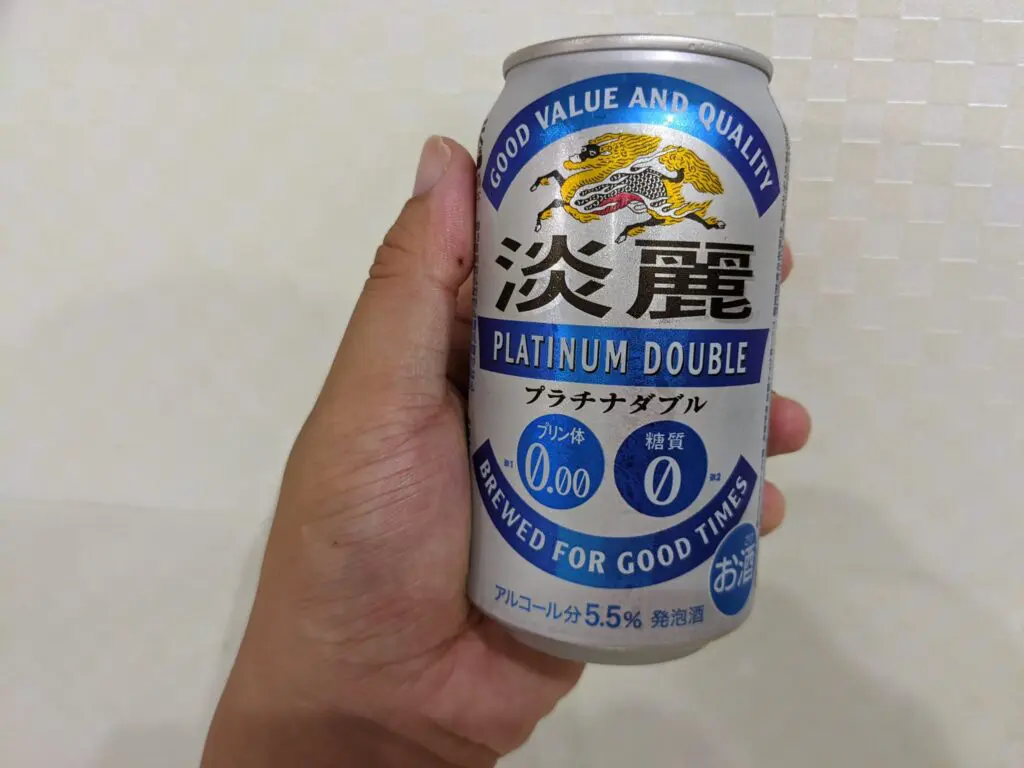 GOOD VALUE AND QUALITY
淡麗
PLATINUM DOUBLE
プラチナダブル
プリン体
※1 0.00
糖質
0 ※2
BREWED FOR GOOD TIMES
お酒
アルコール分5.5% 発泡酒